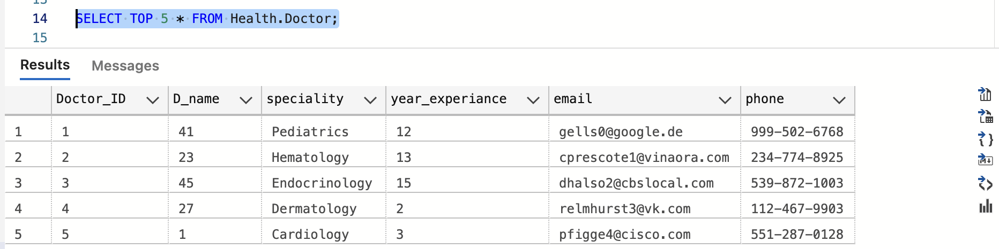 13
14 SELECT TOP 5 * FROM Health.Doctor;
15
Results Messages
Doctor_ID D_name speciality year_experiance email phone
1 1 41 Pediatrics 12 gells0@google.de 999-502-6768
2 2 23 Hematology 13 cprescote1@vinaora.com 234-774-8925
3 3 45 Endocrinology 15 dhalso2@cbslocal.com 539-872-1003
4 4 27 Dermatology 2 relmhurst3@vk.com 112-467-9903
5 5 1 Cardiology 3 pfigge4@cisco.com 551-287-0128